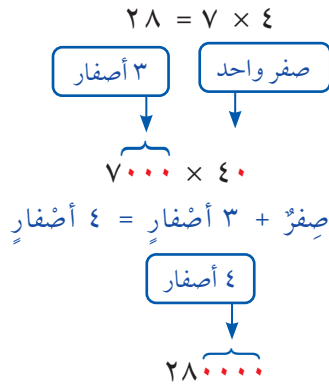 ٢٨ = ٧ × ٤
٣ أصفار
صفر واحد
٧٠٠٠ × ٤٠
صِفرٌ + ٣ أصْفارٍ = ٤ أصْفارٍ
٤ أصفار
٢٨٠٠٠٠